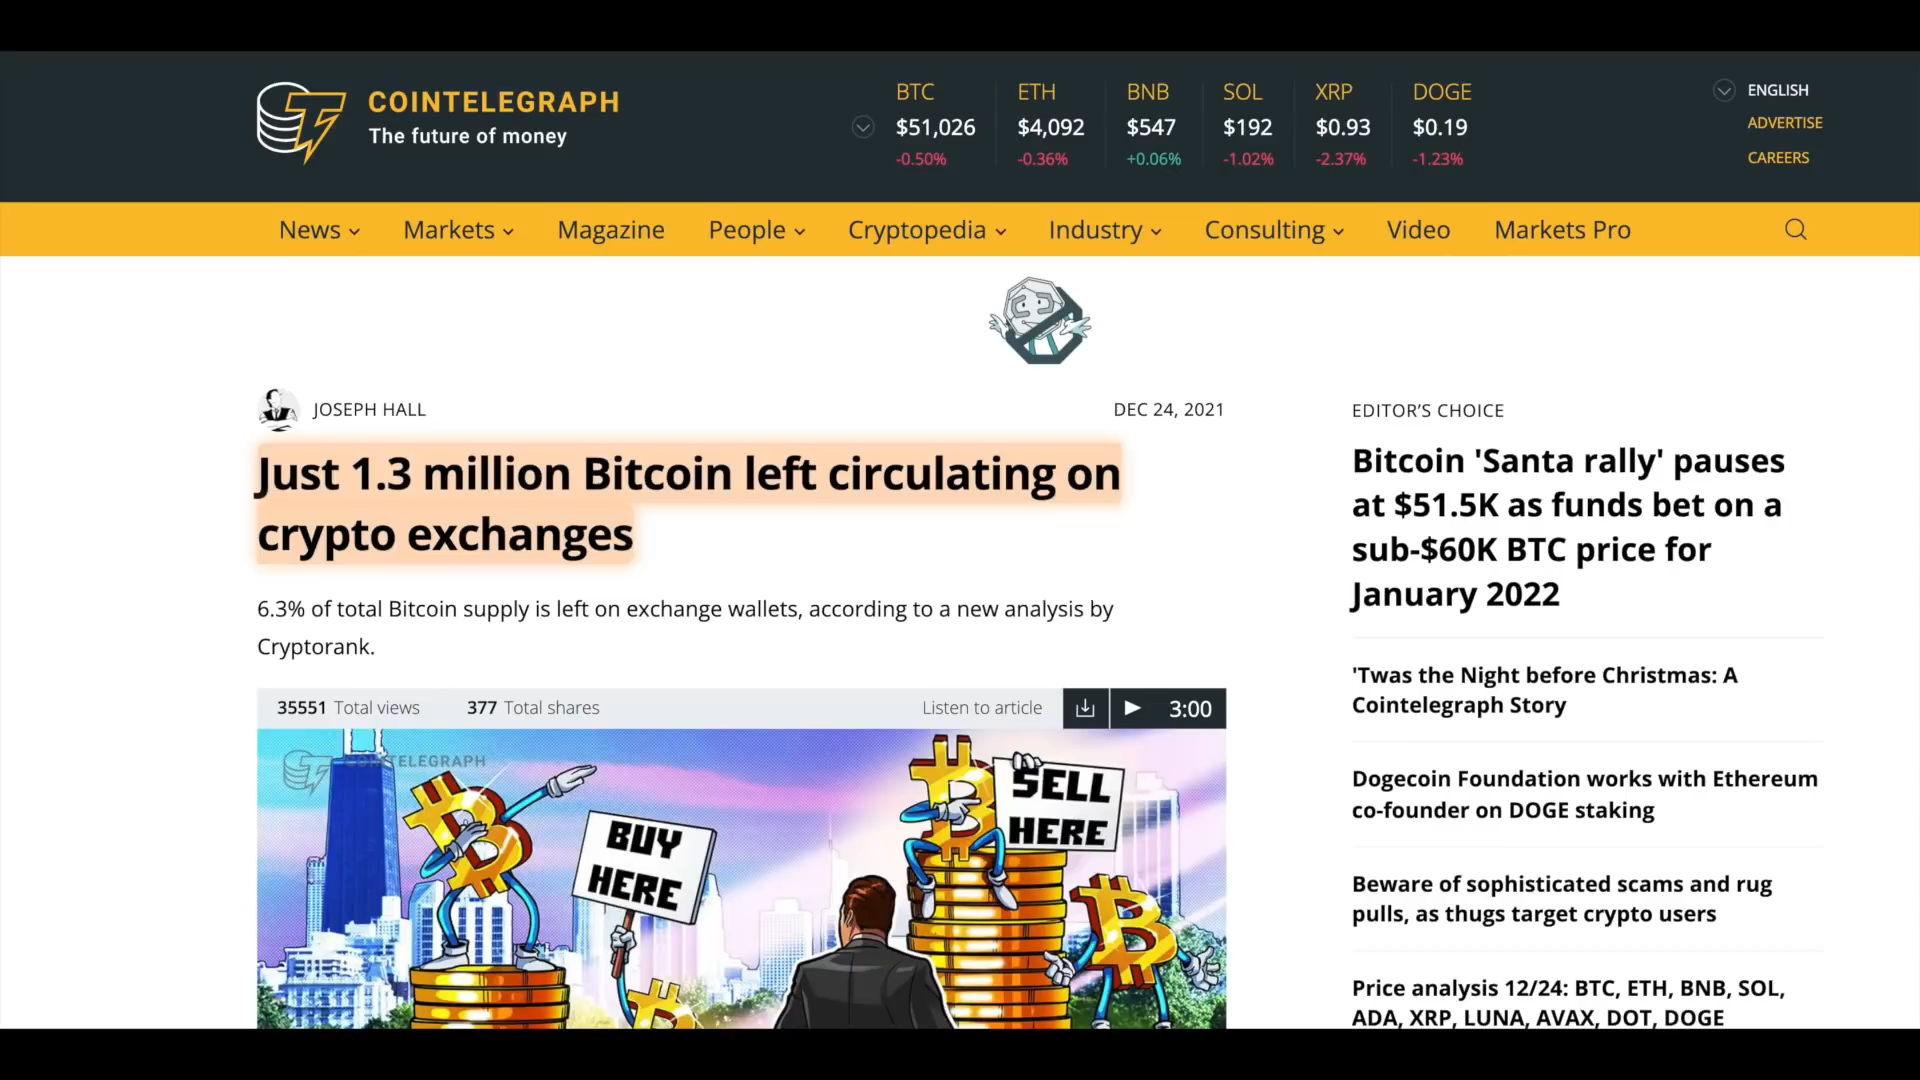 COINTELEGRAPH
The future of money
BTC
$51,026
-0.50%
ETH
$4,092
-0.36%
BNB
$547
+0.06%
SOL
$192
-1.02%
XRP
$0.93
-2.37%
DOGE
$0.19
-1.23%
ENGLISH
ADVERTISE
CAREERS
News
Markets
Magazine
People
Cryptopedia
Industry
Consulting
Video
Markets Pro
JOSEPH HALL
DEC 24, 2021
Just 1.3 million Bitcoin left circulating on
crypto exchanges
6.3% of total Bitcoin supply is left on exchange wallets, according to a new analysis by
Cryptorank.
35551 Total views
377 Total shares
Listen to article
3:00
COINTELEGRAPH
BUY
HERE
SELL
HERE
EDITOR'S CHOICE
Bitcoin 'Santa rally' pauses
at $51.5K as funds bet on a
sub-$60K BTC price for
January 2022
'Twas the Night before Christmas: A
Cointelegraph Story
Dogecoin Foundation works with Ethereum
co-founder on DOGE staking
Beware of sophisticated scams and rug
pulls, as thugs target crypto users
Price analysis 12/24: BTC, ETH, BNB, SOL,
ADA, XRP, LUNA, AVAX, DOT, DOGE